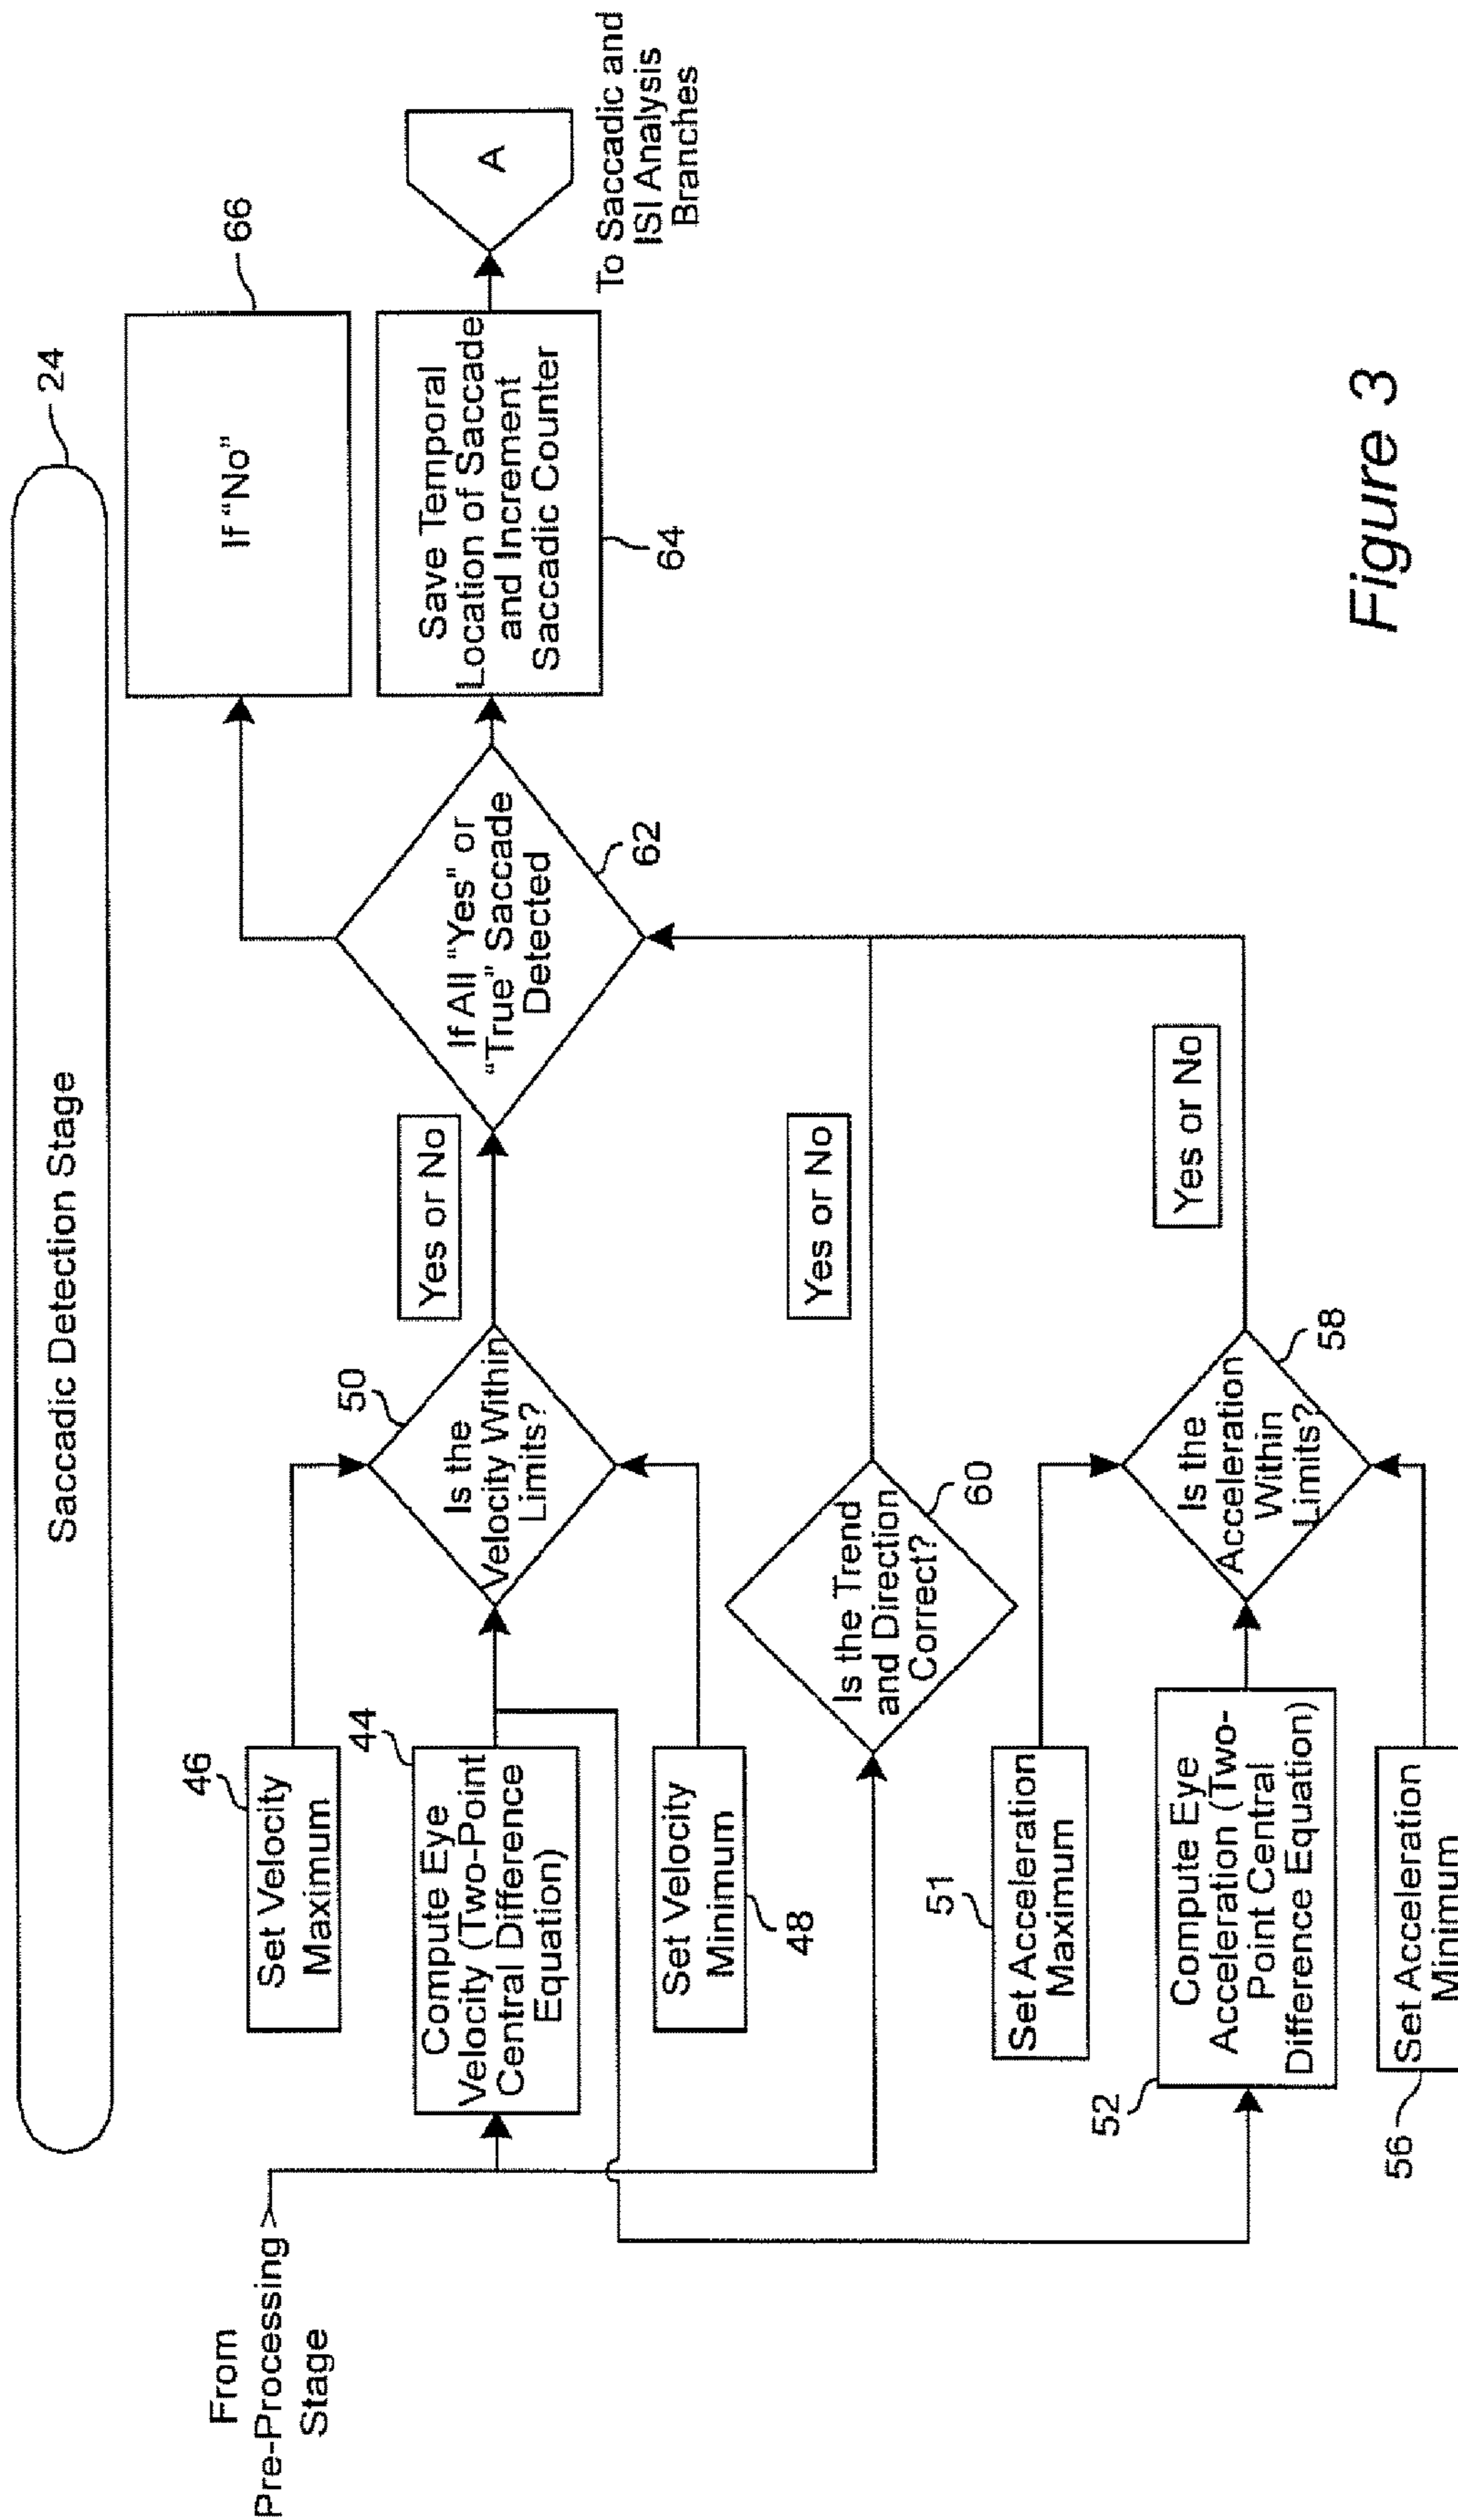 Saccadic Detection Stage
24
From
Pre-Processing
Stage
46
Set Velocity
Maximum
44
Compute Eye
Velocity (Two-Point
Central Difference
Equation)
Set Velocity
Minimum
48
50
Is the
Velocity Within
Limits?
Yes or No
Is the Trend
and Direction
Correct?
60
Yes or No
51
Set Acceleration
Maximum
52
Compute Eye
Acceleration (Two-
Point Central
Difference Equation)
56
Set Acceleration
Minimum
Is the
Acceleration
Within
Limits?
58
Yes or No
If All "Yes" or
"True" Saccade
Detected
62
If “No”
66
Save Temporal
Location of Saccade
and Increment
Saccadic Counter
64
A
To Saccadic and
ISI Analysis
Branches
Figure 3